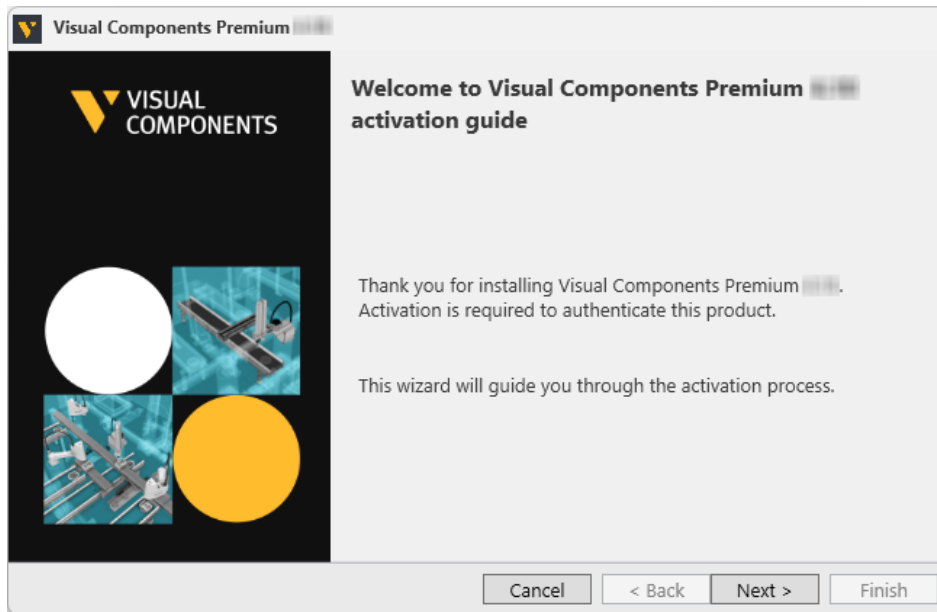 Visual Components Premium
VISUAL
COMPONENTS
Welcome to Visual Components Premium
activation guide
Thank you for installing Visual Components Premium .
Activation is required to authenticate this product.
This wizard will guide you through the activation process.
Cancel < Back Next > Finish